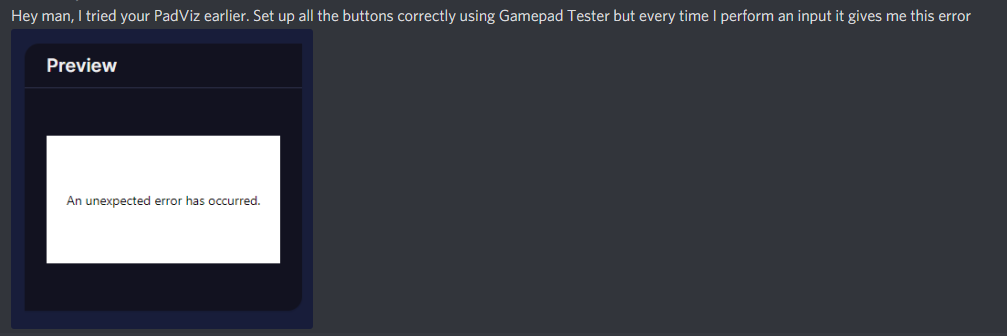 Hey man, I tried your PadViz earlier. Set up all the buttons correctly using Gamepad Tester but every time I perform an input it gives me this error
Preview
An unexpected error has occurred.